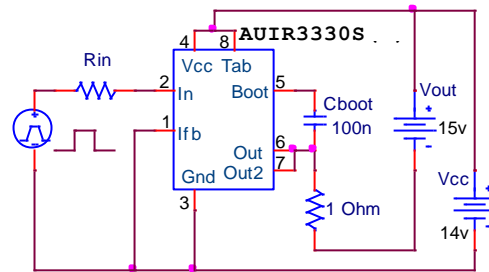 AUIR3330S
4 8
Rin
Vcc Tab
2 In
Boot 5
Cboot
100n
Vout
15v
1 Ifb
Out 6
Out2 7
Gnd
3
1 Ohm
Vcc
14v